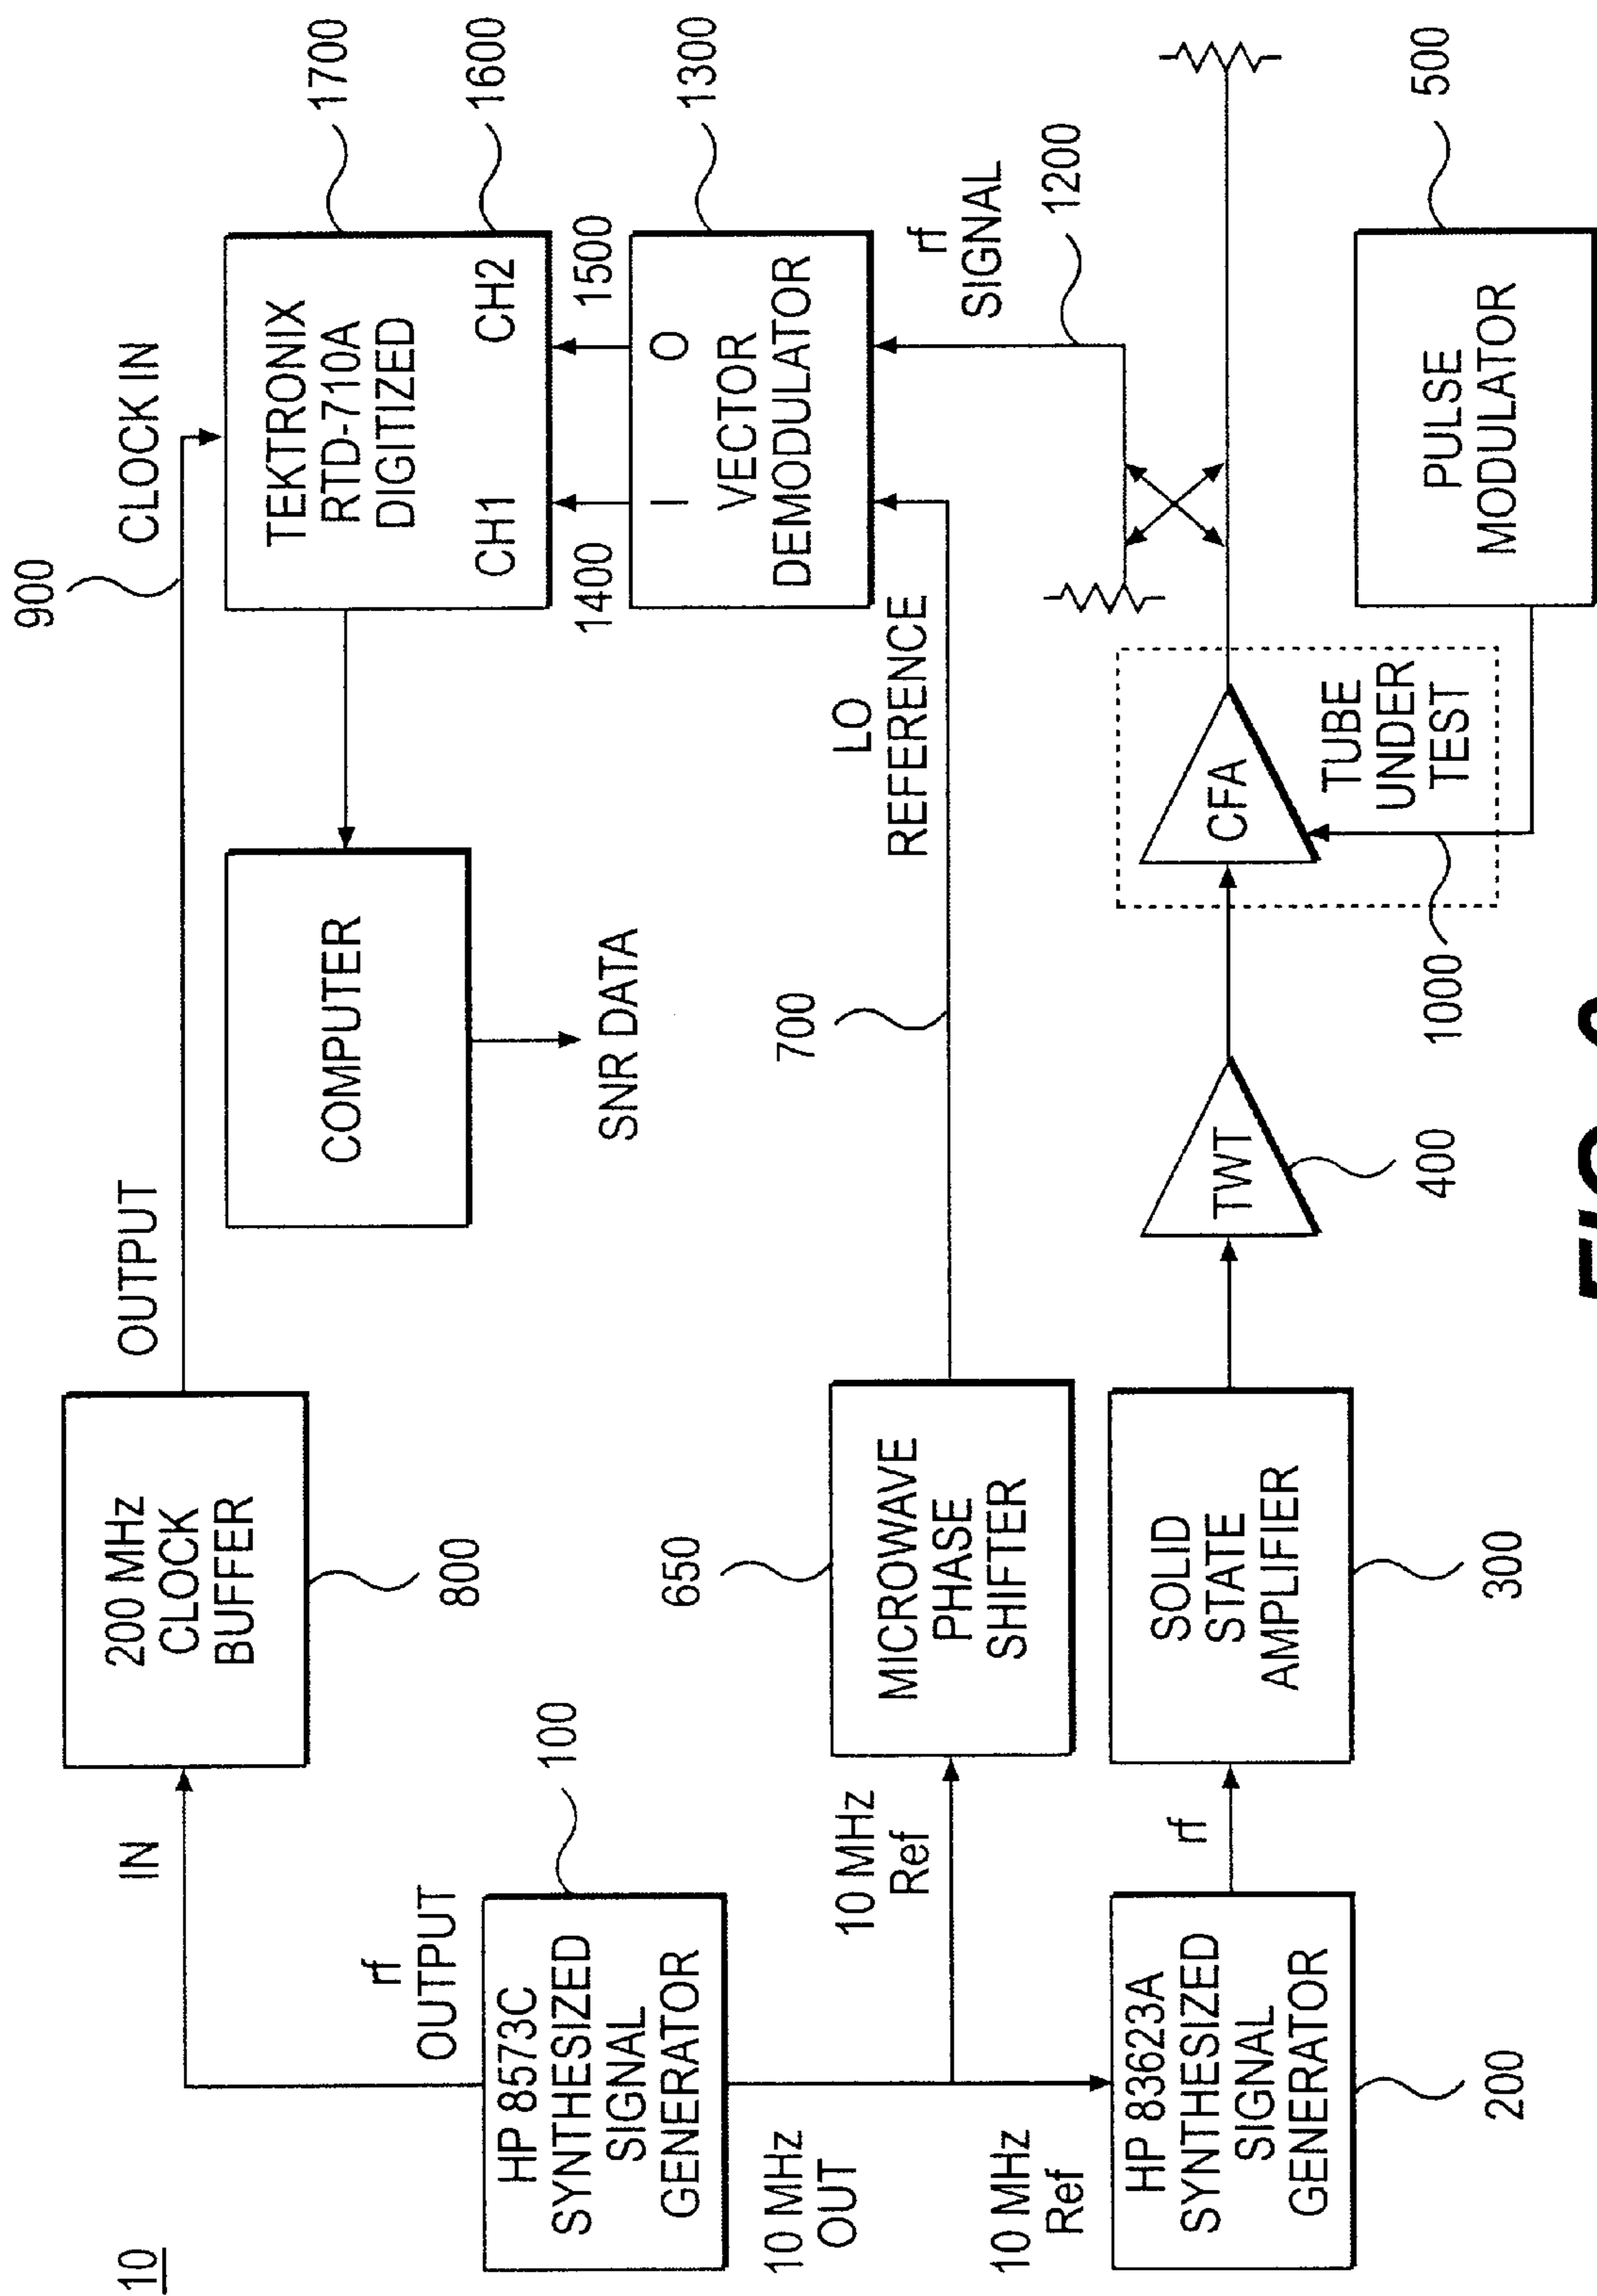 10
IN
200 MHz
CLOCK
BUFFER
800
OUTPUT
900
CLOCK IN
rf
OUTPUT
HP 8573C
SYNTHESIZED
SIGNAL
GENERATOR
100
COMPUTER
SNR DATA
TEKTRONIX
RTD-710A
DIGITIZED
CH1
CH2
1700
1600
1400
1500
I
O
VECTOR
DEMODULATOR
1300
10 MHz
OUT
10 MHz
Ref
650
MICROWAVE
PHASE
SHIFTER
700
LO
REFERENCE
rf
SIGNAL
1200
10 MHz
Ref
HP 83623A
SYNTHESIZED
SIGNAL
GENERATOR
200
rf
SOLID
STATE
AMPLIFIER
300
TWT
400
CFA
TUBE
UNDER
TEST
1000
PULSE
MODULATOR
500